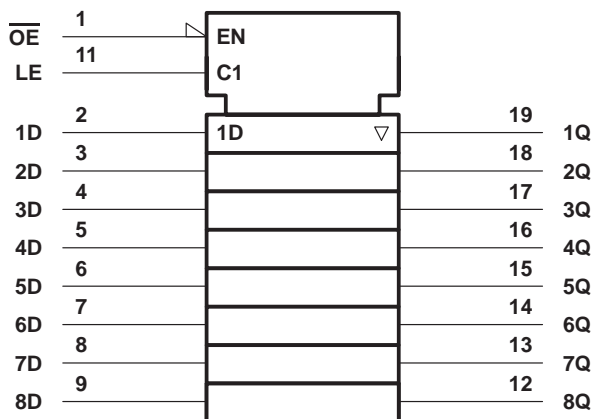 1
O̅E̅ EN
11
LE C1
2 19
1D 1D ▽ 1Q
3 18
2D 2Q
4 17
3D 3Q
5 16
4D 4Q
6 15
5D 5Q
7 14
6D 6Q
8 13
7D 7Q
9 12
8D 8Q